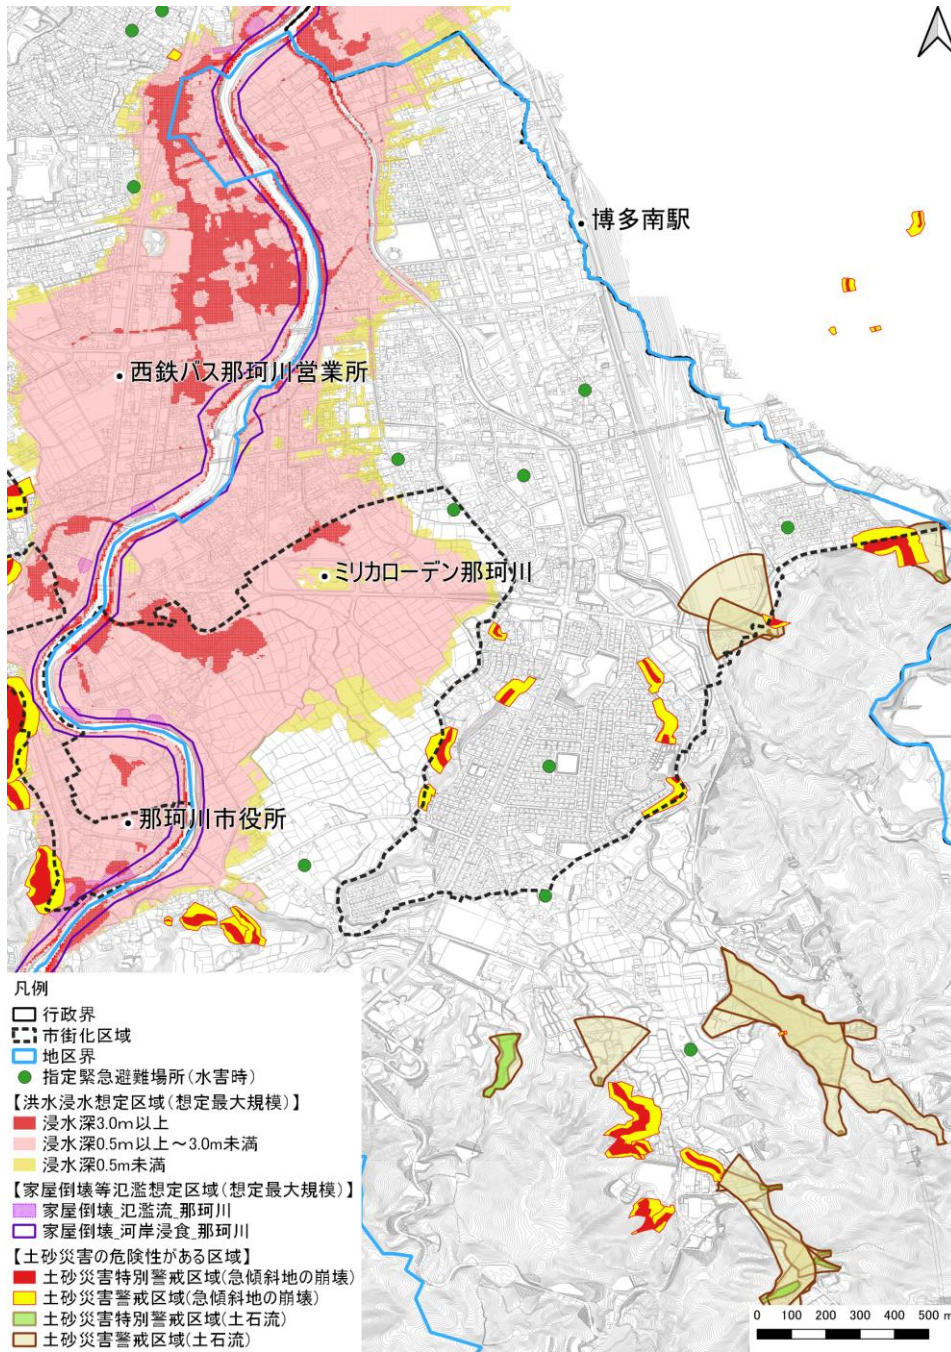 博多南駅
西鉄バス那珂川営業所
ミリカローデン那珂川
那珂川市役所
凡例
行政界
市街化区域
地区界
指定緊急避難場所(水害時)
【洪水浸水想定区域(想定最大規模)】
浸水深3.0m以上
浸水深0.5m以上～3.0m未満
浸水深0.5m未満
【家屋倒壊等氾濫想定区域(想定最大規模)】
家屋倒壊_氾濫流_那珂川
家屋倒壊_河岸浸食_那珂川
【土砂災害の危険性がある区域】
土砂災害特別警戒区域(急傾斜地の崩壊)
土砂災害警戒区域(急傾斜地の崩壊)
土砂災害特別警戒区域(土石流)
土砂災害警戒区域(土石流)
0 100 200 300 400 500 m